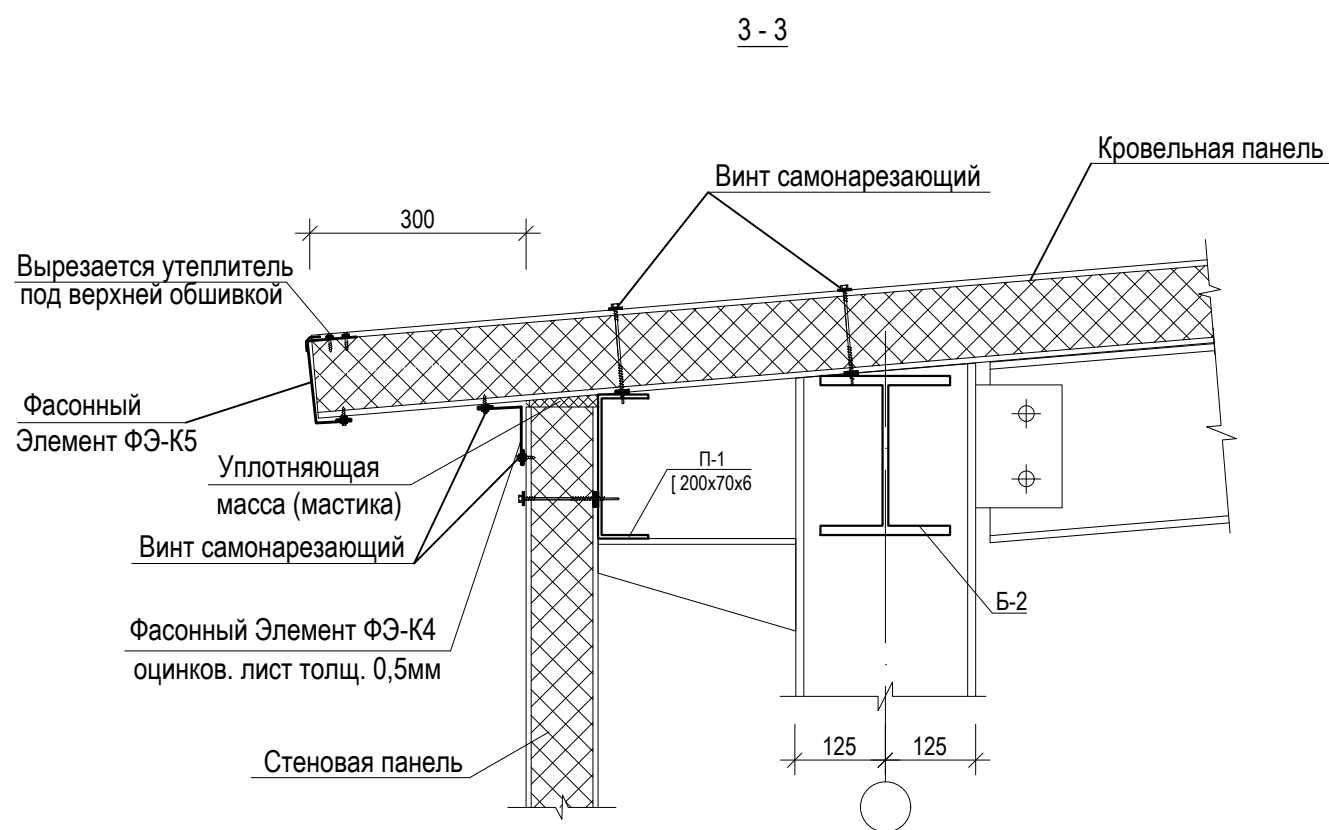 3 - 3
Кровельная панель
Винт самонарезающий
300
Вырезается утеплитель
под верхней обшивкой
Фасонный
Элемент ФЭ-К5
Уплотняющая
масса (мастика)
П-1
[ 200х70х6
Винт самонарезающий
Б-2
Фасонный Элемент ФЭ-К4
оцинков. лист толщ. 0,5мм
Стеновая панель
125
125